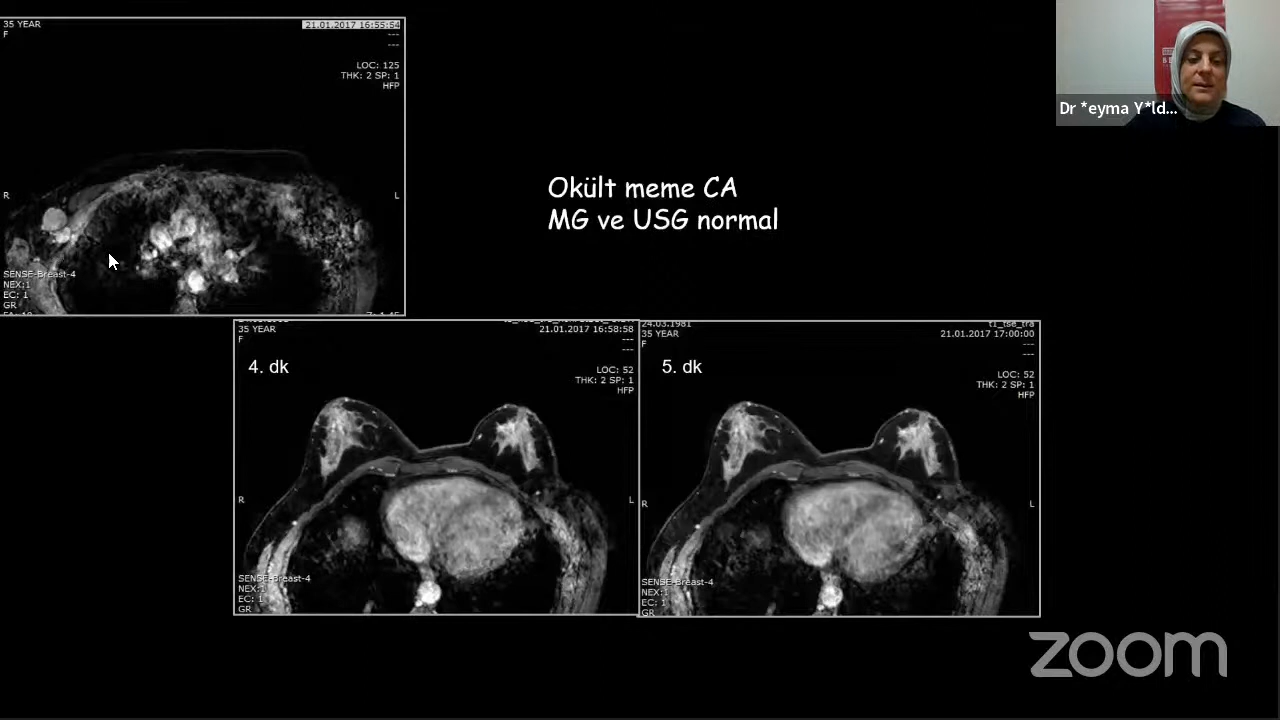 35 YEAR
F
21.01.2017 16:55:54
---
---
LOC: 125
THK: 2 SP: 1
HFP
R
L
SENSE-Breast-4
NEX:1
EC: 1
GR
Okült meme CA
MG ve USG normal
Dr *eyma Y*ld...
35 YEAR
F
21.01.2017 16:58:58
---
---
4. dk
LOC: 52
THK: 2 SP: 1
HFP
R
L
SENSE-Breast-4
NEX:1
EC: 1
GR
24.03.1981
t1_tse_tra
35 YEAR
21.01.2017 17:00:00
F
---
---
5. dk
LOC: 52
THK: 2 SP: 1
HFP
R
L
SENSE-Breast-4
NEX:1
EC: 1
GR
zoom